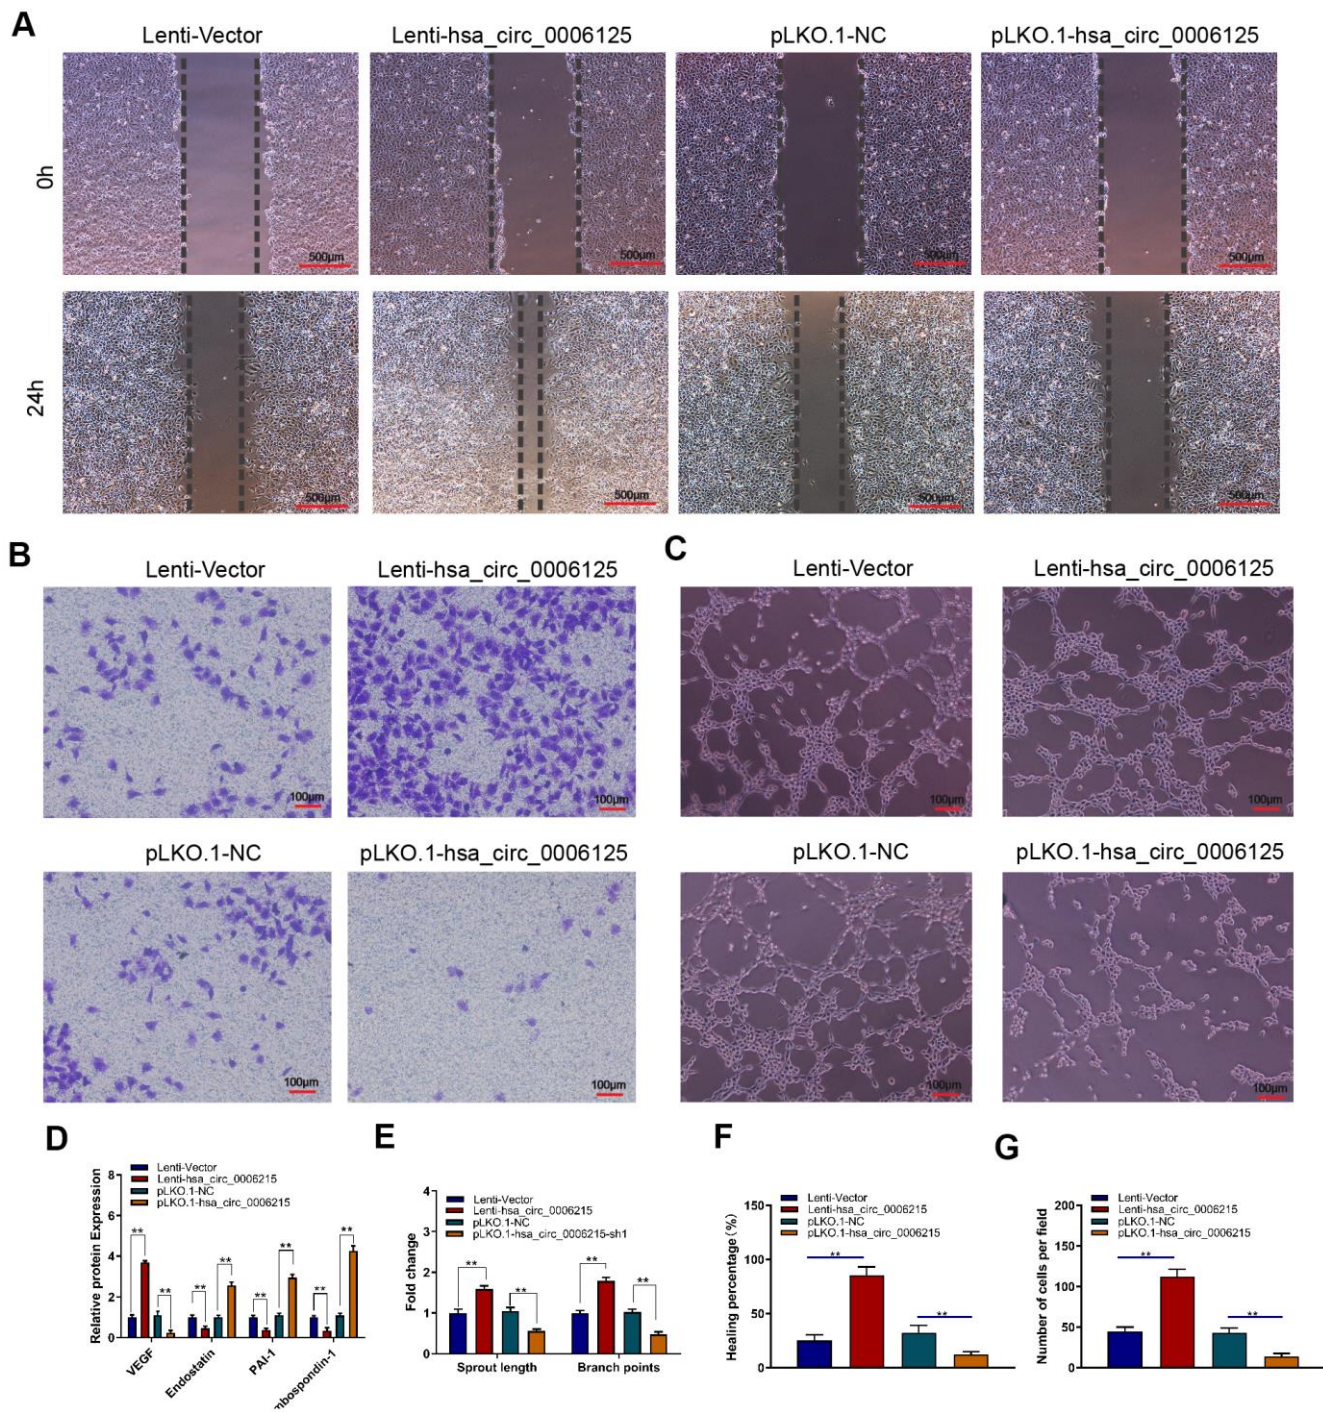 A
Lenti-Vector Lenti-hsa_circ_0006125 pLKO.1-NC pLKO.1-hsa_circ_0006125
0h
500µm 500µm 500µm 500µm
24h
500µm 500µm 500µm 500µm
B
Lenti-Vector Lenti-hsa_circ_0006125
100µm 100µm
pLKO.1-NC pLKO.1-hsa_circ_0006125
100µm 100µm
C
Lenti-Vector Lenti-hsa_circ_0006125
100µm 100µm
pLKO.1-NC pLKO.1-hsa_circ_0006125
100µm 100µm
D
Lenti-Vector
Lenti-hsa_circ_0006215
pLKO.1-NC
pLKO.1-hsa_circ_0006215
Relative protein Expression
8
6
4
2
0
** ** ** ** ** ** ** **
VEGF
Endostatin
PAI-1
mbospondin-1
E
Lenti-Vector
Lenti-hsa_circ_0006215
pLKO.1-NC
pLKO.1-hsa_circ_0006215-sh1
Fold change
4
3
2
1
0
** ** ** **
Sprout length Branch points
F
Lenti-Vector
Lenti-hsa_circ_0006215
pLKO.1-NC
pLKO.1-hsa_circ_0006215
Healing percentage(%)
150
100
50
0
** **
G
Lenti-Vector
Lenti-hsa_circ_0006215
pLKO.1-NC
pLKO.1-hsa_circ_0006215
Number of cells per field
200
150
100
50
0
** **